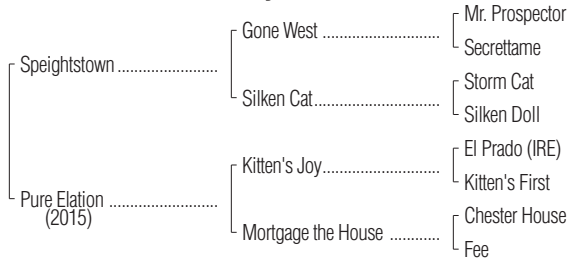 Mr. Prospector
Gone West ..............................
Secrettame
Speightstown .........................
Storm Cat
Silken Cat................................
Silken Doll
El Prado (IRE)
Kitten's Joy..............................
Kitten's First
Pure Elation ...........................
(2015)
Chester House
Mortgage the House ............
Fee